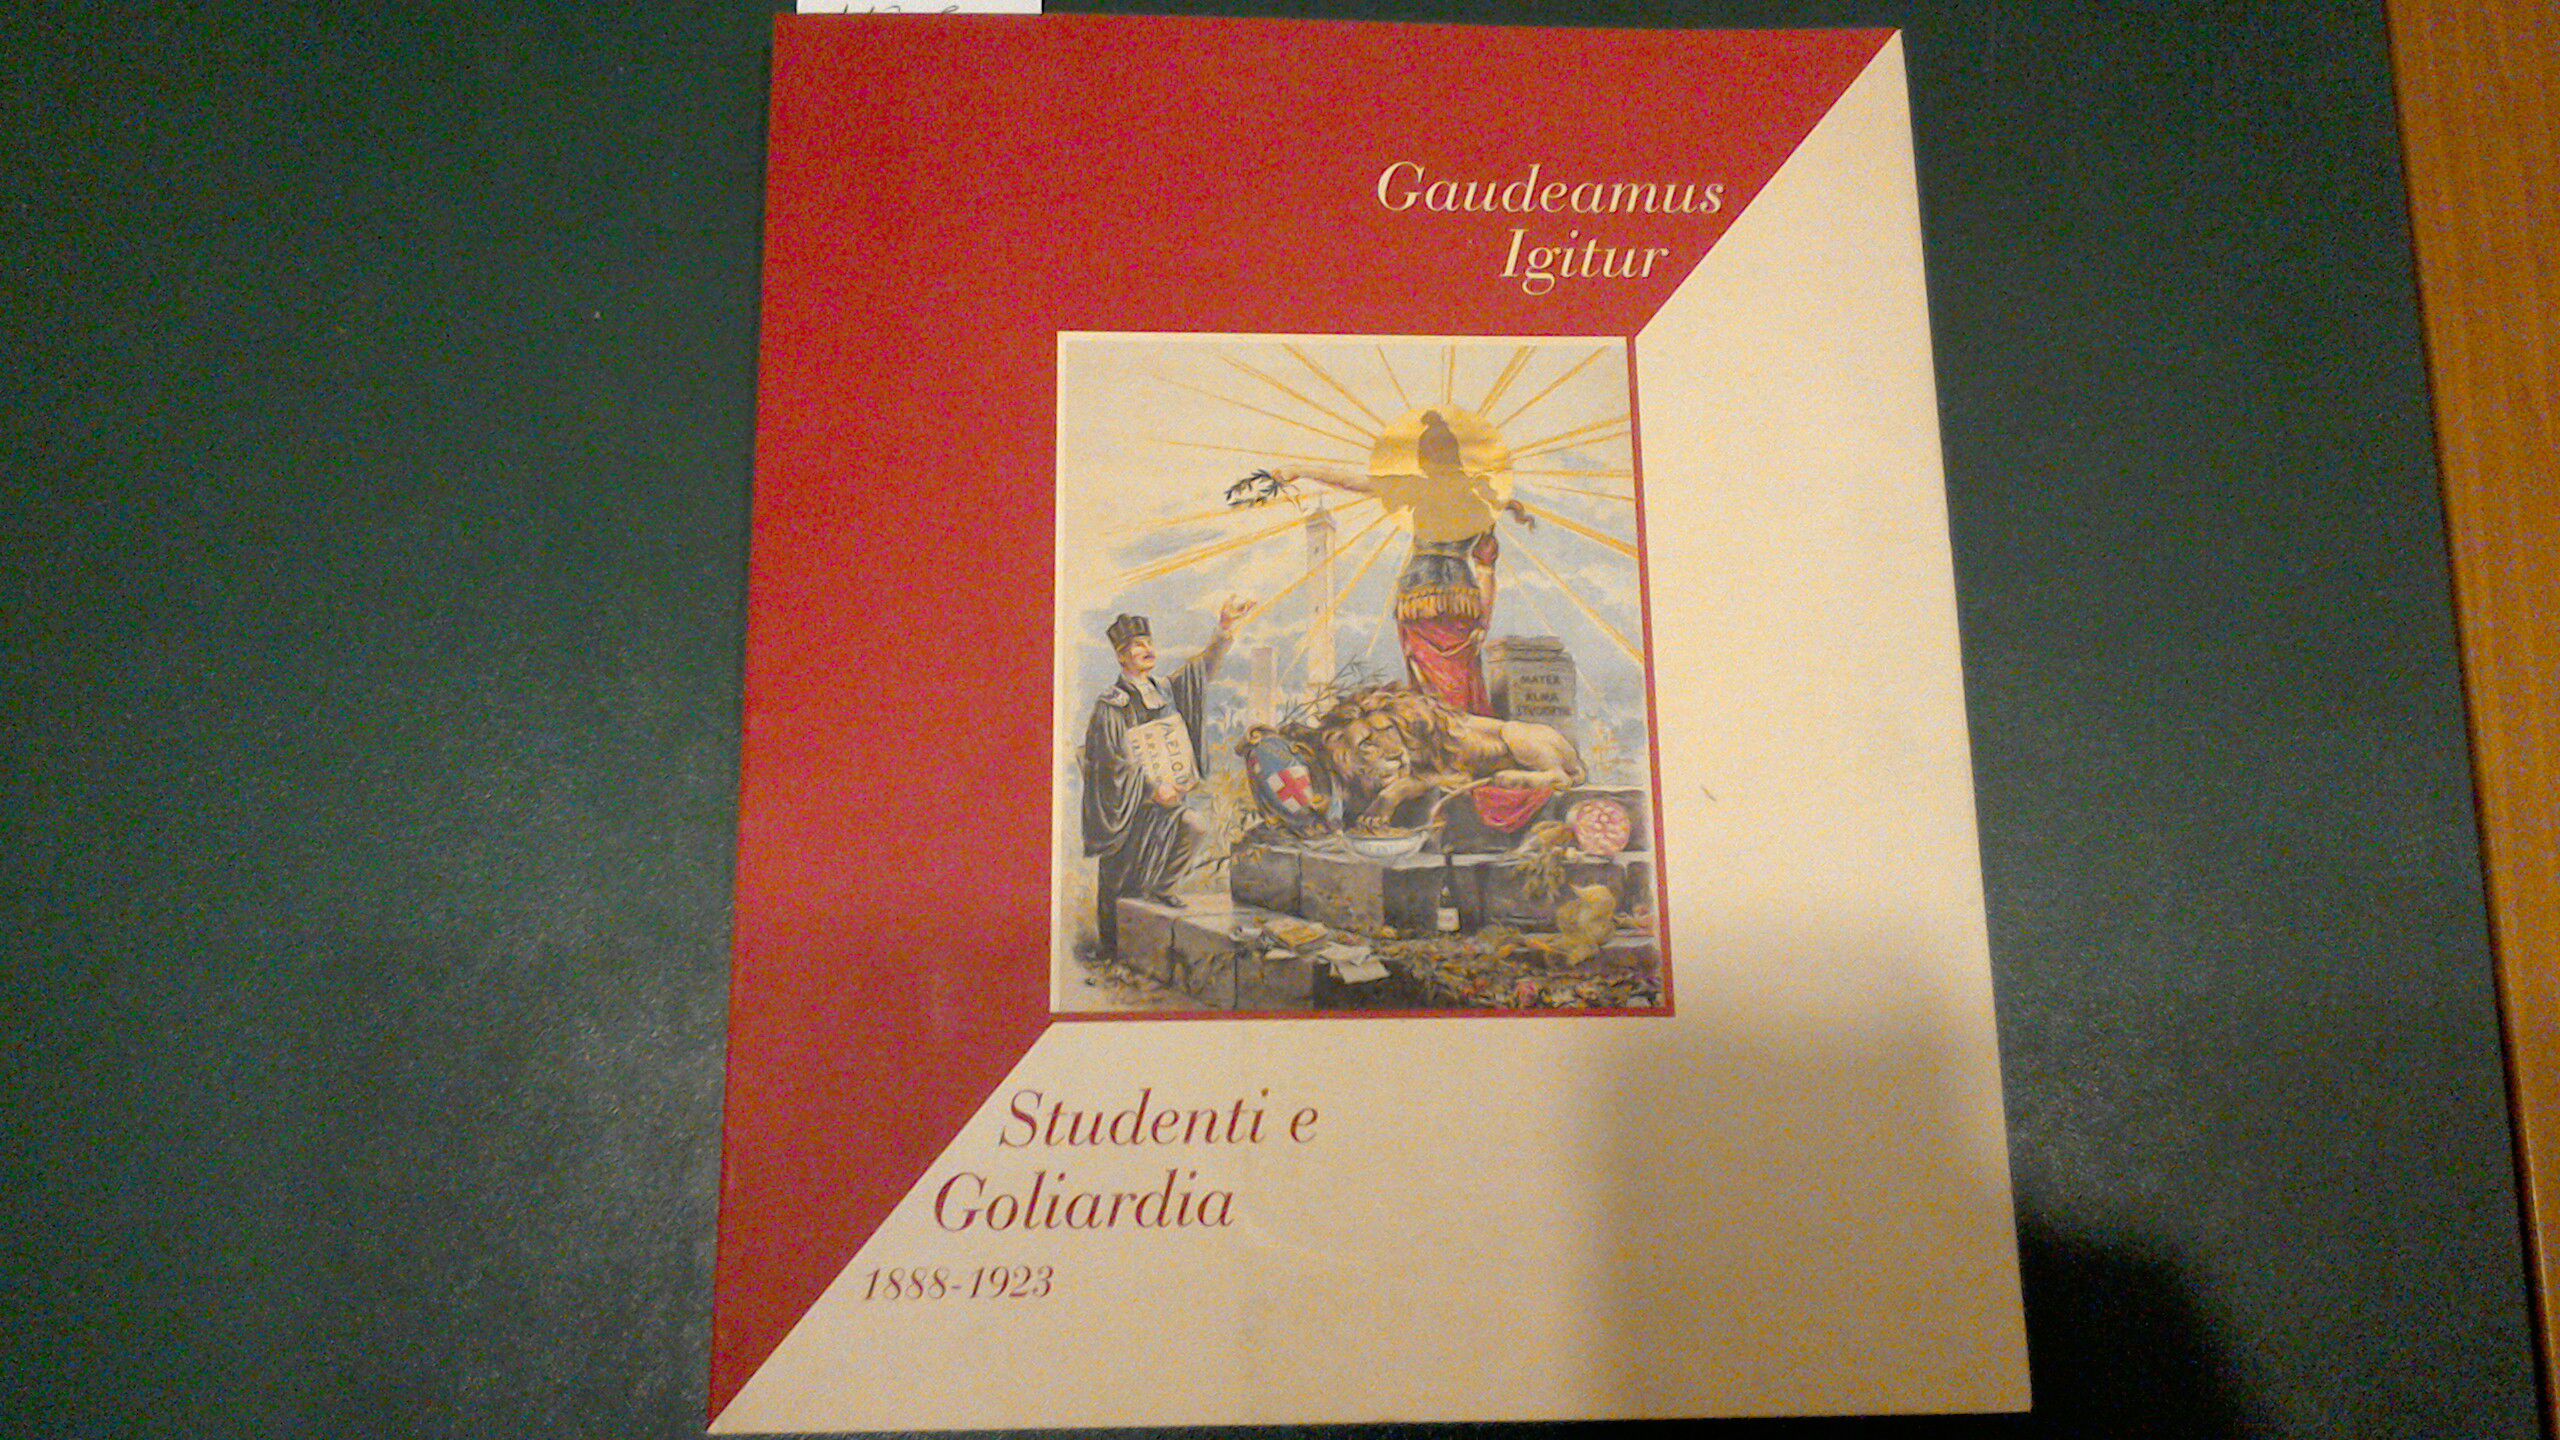 Gaudeamus
Igitur
MATER
ALMA
STUDIORUM
Studenti e
Goliardia
1888-1923